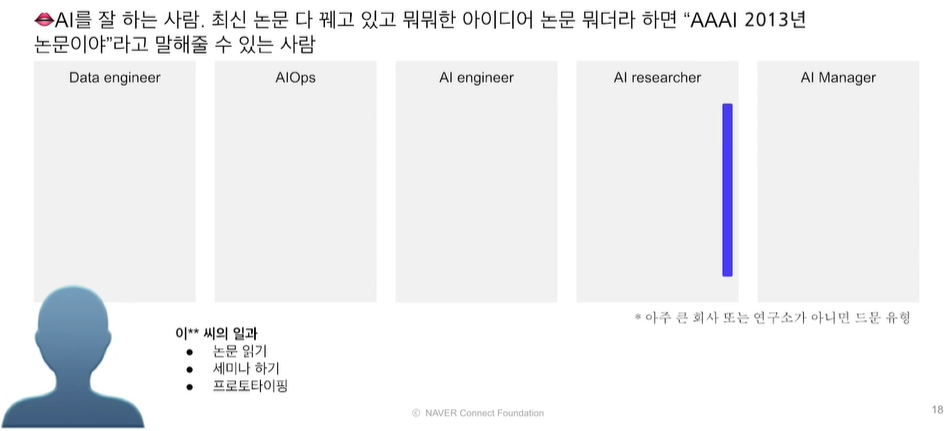 👄AI를 잘 하는 사람. 최신 논문 다 꿰고 있고 뭐뭐한 아이디어 논문 뭐더라 하면 “AAAI 2013년
논문이야”라고 말해줄 수 있는 사람
Data engineer
AIOps
AI engineer
AI researcher
AI Manager
* 아주 큰 회사 또는 연구소가 아니면 드문 유형
이** 씨의 일과
● 논문 읽기
● 세미나 하기
● 프로토타이핑
ⓒ NAVER Connect Foundation
18